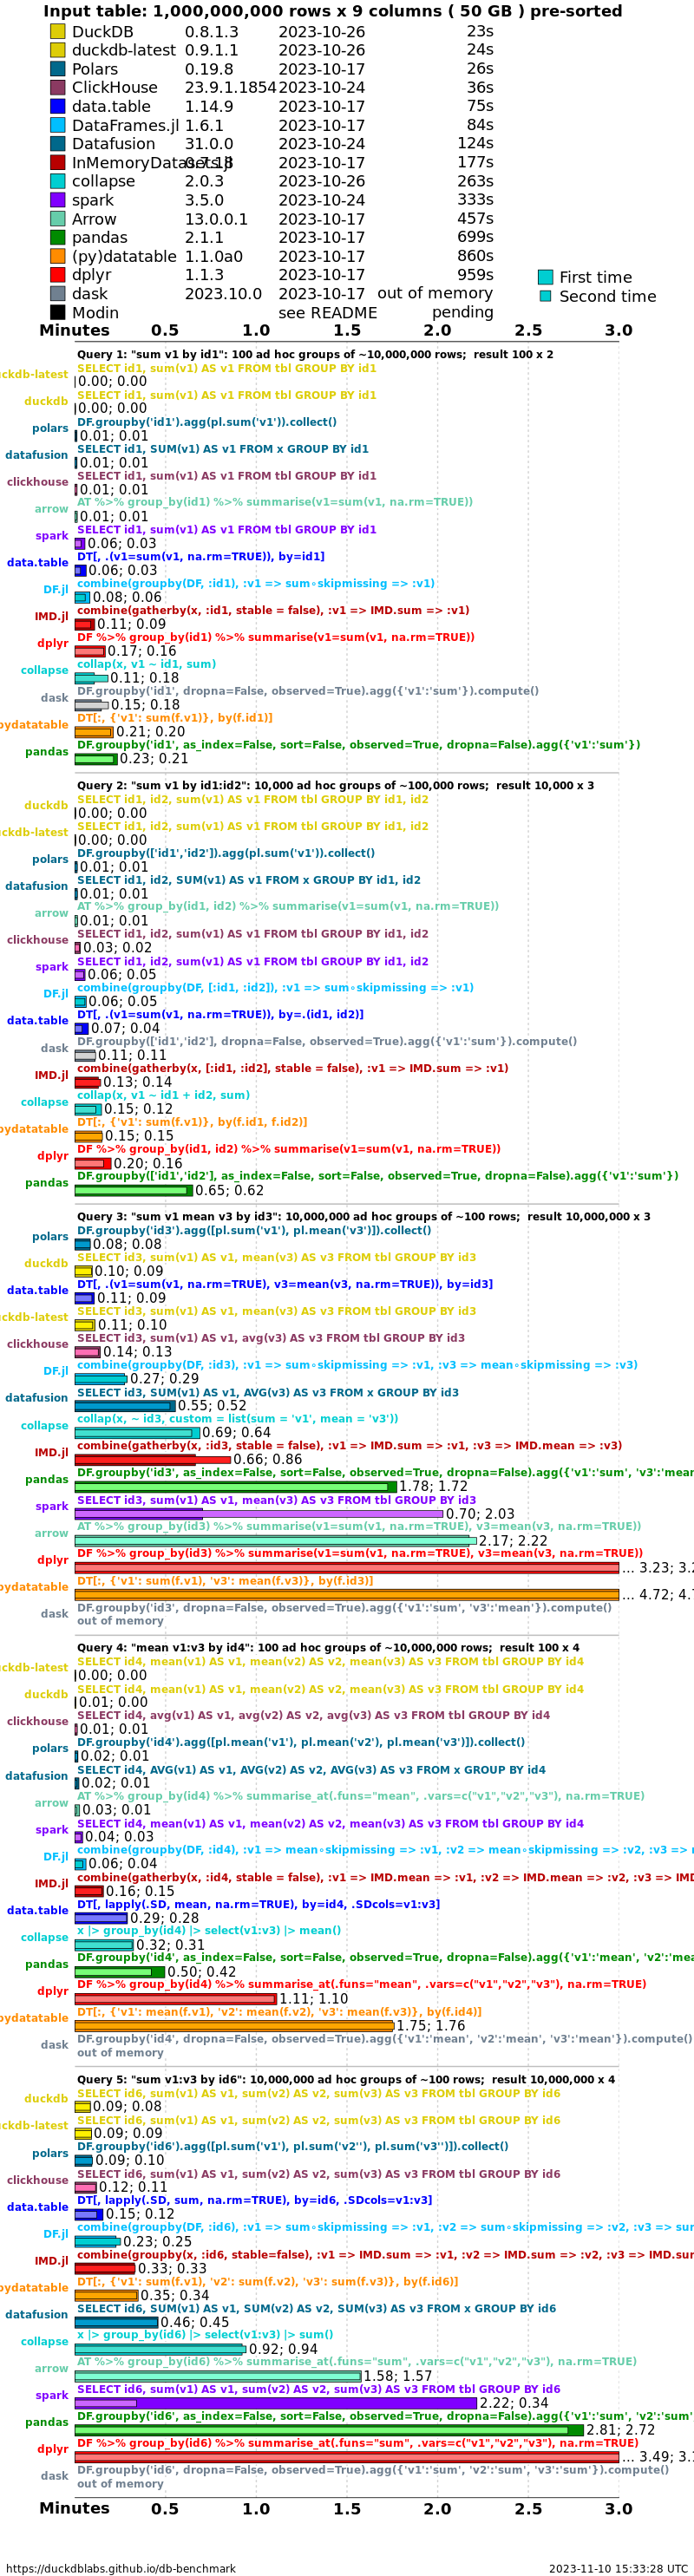 Input table: 1,000,000,000 rows x 9 columns ( 50 GB ) pre-sorted
DuckDB 0.8.1.3 2023-10-26 23s
duckdb-latest 0.9.1.1 2023-10-26 24s
Polars 0.19.8 2023-10-17 26s
ClickHouse 23.9.1.1854 2023-10-24 36s
data.table 1.14.9 2023-10-17 75s
DataFrames.jl 1.6.1 2023-10-17 84s
Datafusion 31.0.0 2023-10-24 124s
InMemoryDatasets.jl 0.7.18 2023-10-17 177s
collapse 2.0.3 2023-10-26 263s
spark 3.5.0 2023-10-24 333s
Arrow 13.0.0.1 2023-10-17 457s
pandas 2.1.1 2023-10-17 699s
(py)datatable 1.1.0a0 2023-10-17 860s
dplyr 1.1.3 2023-10-17 959s
First time
dask 2023.10.0 2023-10-17 out of memory
Second time
Modin see README pending
Minutes 0.5 1.0 1.5 2.0 2.5 3.0
Query 1: "sum v1 by id1": 100 ad hoc groups of ~10,000,000 rows; result 100 x 2
SELECT id1, sum(v1) AS v1 FROM tbl GROUP BY id1
uckdb-latest 0.00; 0.00
SELECT id1, sum(v1) AS v1 FROM tbl GROUP BY id1
duckdb 0.00; 0.00
DF.groupby('id1').agg(pl.sum('v1')).collect()
polars 0.01; 0.01
SELECT id1, SUM(v1) AS v1 FROM x GROUP BY id1
datafusion 0.01; 0.01
SELECT id1, sum(v1) AS v1 FROM tbl GROUP BY id1
clickhouse 0.01; 0.01
AT %>% group_by(id1) %>% summarise(v1=sum(v1, na.rm=TRUE))
arrow 0.01; 0.01
SELECT id1, sum(v1) AS v1 FROM tbl GROUP BY id1
spark 0.06; 0.03
DT[, .(v1=sum(v1, na.rm=TRUE)), by=id1]
data.table 0.06; 0.03
combine(groupby(DF, :id1), :v1 => sum∘skipmissing => :v1)
DF.jl 0.08; 0.06
combine(gatherby(x, :id1, stable = false), :v1 => IMD.sum => :v1)
IMD.jl 0.11; 0.09
DF %>% group_by(id1) %>% summarise(v1=sum(v1, na.rm=TRUE))
dplyr 0.17; 0.16
collap(x, v1 ~ id1, sum)
collapse 0.11; 0.18
DF.groupby('id1', dropna=False, observed=True).agg({'v1':'sum'}).compute()
dask 0.15; 0.18
DT[:, {'v1': sum(f.v1)}, by(f.id1)]
pydatatable 0.21; 0.20
DF.groupby('id1', as_index=False, sort=False, observed=True, dropna=False).agg({'v1':'sum'})
pandas 0.23; 0.21
Query 2: "sum v1 by id1:id2": 10,000 ad hoc groups of ~100,000 rows; result 10,000 x 3
SELECT id1, id2, sum(v1) AS v1 FROM tbl GROUP BY id1, id2
duckdb 0.00; 0.00
SELECT id1, id2, sum(v1) AS v1 FROM tbl GROUP BY id1, id2
uckdb-latest 0.00; 0.00
DF.groupby(['id1','id2']).agg(pl.sum('v1')).collect()
polars 0.01; 0.01
SELECT id1, id2, SUM(v1) AS v1 FROM x GROUP BY id1, id2
datafusion 0.01; 0.01
AT %>% group_by(id1, id2) %>% summarise(v1=sum(v1, na.rm=TRUE))
arrow 0.01; 0.01
SELECT id1, id2, sum(v1) AS v1 FROM tbl GROUP BY id1, id2
clickhouse 0.03; 0.02
SELECT id1, id2, sum(v1) AS v1 FROM tbl GROUP BY id1, id2
spark 0.06; 0.05
combine(groupby(DF, [:id1, :id2]), :v1 => sum∘skipmissing => :v1)
DF.jl 0.06; 0.05
DT[, .(v1=sum(v1, na.rm=TRUE)), by=.(id1, id2)]
data.table 0.07; 0.04
DF.groupby(['id1','id2'], dropna=False, observed=True).agg({'v1':'sum'}).compute()
dask 0.11; 0.11
combine(gatherby(x, [:id1, :id2], stable = false), :v1 => IMD.sum => :v1)
IMD.jl 0.13; 0.14
collap(x, v1 ~ id1 + id2, sum)
collapse 0.15; 0.12
DT[:, {'v1': sum(f.v1)}, by(f.id1, f.id2)]
pydatatable 0.15; 0.15
DF %>% group_by(id1, id2) %>% summarise(v1=sum(v1, na.rm=TRUE))
dplyr 0.20; 0.16
DF.groupby(['id1','id2'], as_index=False, sort=False, observed=True, dropna=False).agg({'v1':'sum'})
pandas 0.65; 0.62
Query 3: "sum v1 mean v3 by id3": 10,000,000 ad hoc groups of ~100 rows; result 10,000,000 x 3
DF.groupby('id3').agg([pl.sum('v1'), pl.mean('v3')]).collect()
polars 0.08; 0.08
SELECT id3, sum(v1) AS v1, mean(v3) AS v3 FROM tbl GROUP BY id3
duckdb 0.10; 0.09
DT[, .(v1=sum(v1, na.rm=TRUE), v3=mean(v3, na.rm=TRUE)), by=id3]
data.table 0.11; 0.09
SELECT id3, sum(v1) AS v1, mean(v3) AS v3 FROM tbl GROUP BY id3
uckdb-latest 0.11; 0.10
SELECT id3, sum(v1) AS v1, avg(v3) AS v3 FROM tbl GROUP BY id3
clickhouse 0.14; 0.13
combine(groupby(DF, :id3), :v1 => sum∘skipmissing => :v1, :v3 => mean∘skipmissing => :v3)
DF.jl 0.27; 0.29
SELECT id3, SUM(v1) AS v1, AVG(v3) AS v3 FROM x GROUP BY id3
datafusion 0.55; 0.52
collap(x, ~ id3, custom = list(sum = 'v1', mean = 'v3'))
collapse 0.69; 0.64
combine(gatherby(x, :id3, stable = false), :v1 => IMD.sum => :v1, :v3 => IMD.mean => :v3)
IMD.jl 0.66; 0.86
DF.groupby('id3', as_index=False, sort=False, observed=True, dropna=False).agg({'v1':'sum', 'v3':'mean
pandas 1.78; 1.72
SELECT id3, sum(v1) AS v1, mean(v3) AS v3 FROM tbl GROUP BY id3
spark 0.70; 2.03
AT %>% group_by(id3) %>% summarise(v1=sum(v1, na.rm=TRUE), v3=mean(v3, na.rm=TRUE))
arrow 2.17; 2.22
DF %>% group_by(id3) %>% summarise(v1=sum(v1, na.rm=TRUE), v3=mean(v3, na.rm=TRUE))
dplyr ... 3.23; 3.2
DT[:, {'v1': sum(f.v1), 'v3': mean(f.v3)}, by(f.id3)]
pydatatable ... 4.72; 4.7
DF.groupby('id3', dropna=False, observed=True).agg({'v1':'sum', 'v3':'mean'}).compute()
dask out of memory
Query 4: "mean v1:v3 by id4": 100 ad hoc groups of ~10,000,000 rows; result 100 x 4
SELECT id4, mean(v1) AS v1, mean(v2) AS v2, mean(v3) AS v3 FROM tbl GROUP BY id4
uckdb-latest 0.00; 0.00
SELECT id4, mean(v1) AS v1, mean(v2) AS v2, mean(v3) AS v3 FROM tbl GROUP BY id4
duckdb 0.01; 0.00
SELECT id4, avg(v1) AS v1, avg(v2) AS v2, avg(v3) AS v3 FROM tbl GROUP BY id4
clickhouse 0.01; 0.01
DF.groupby('id4').agg([pl.mean('v1'), pl.mean('v2'), pl.mean('v3')]).collect()
polars 0.02; 0.01
SELECT id4, AVG(v1) AS v1, AVG(v2) AS v2, AVG(v3) AS v3 FROM x GROUP BY id4
datafusion 0.02; 0.01
AT %>% group_by(id4) %>% summarise_at(.funs="mean", .vars=c("v1","v2","v3"), na.rm=TRUE)
arrow 0.03; 0.01
SELECT id4, mean(v1) AS v1, mean(v2) AS v2, mean(v3) AS v3 FROM tbl GROUP BY id4
spark 0.04; 0.03
combine(groupby(DF, :id4), :v1 => mean∘skipmissing => :v1, :v2 => mean∘skipmissing => :v2, :v3 => m
DF.jl 0.06; 0.04
combine(gatherby(x, :id4, stable = false), :v1 => IMD.mean => :v1, :v2 => IMD.mean => :v2, :v3 => IMD
IMD.jl 0.16; 0.15
DT[, lapply(.SD, mean, na.rm=TRUE), by=id4, .SDcols=v1:v3]
data.table 0.29; 0.28
x |> group_by(id4) |> select(v1:v3) |> mean()
collapse 0.32; 0.31
DF.groupby('id4', as_index=False, sort=False, observed=True, dropna=False).agg({'v1':'mean', 'v2':'mea
pandas 0.50; 0.42
DF %>% group_by(id4) %>% summarise_at(.funs="mean", .vars=c("v1","v2","v3"), na.rm=TRUE)
dplyr 1.11; 1.10
DT[:, {'v1': mean(f.v1), 'v2': mean(f.v2), 'v3': mean(f.v3)}, by(f.id4)]
pydatatable 1.75; 1.76
DF.groupby('id4', dropna=False, observed=True).agg({'v1':'mean', 'v2':'mean', 'v3':'mean'}).compute()
dask out of memory
Query 5: "sum v1:v3 by id6": 10,000,000 ad hoc groups of ~100 rows; result 10,000,000 x 4
SELECT id6, sum(v1) AS v1, sum(v2) AS v2, sum(v3) AS v3 FROM tbl GROUP BY id6
duckdb 0.09; 0.08
SELECT id6, sum(v1) AS v1, sum(v2) AS v2, sum(v3) AS v3 FROM tbl GROUP BY id6
uckdb-latest 0.09; 0.09
DF.groupby('id6').agg([pl.sum('v1'), pl.sum('v2''), pl.sum('v3'')]).collect()
polars 0.09; 0.10
SELECT id6, sum(v1) AS v1, sum(v2) AS v2, sum(v3) AS v3 FROM tbl GROUP BY id6
clickhouse 0.12; 0.11
DT[, lapply(.SD, sum, na.rm=TRUE), by=id6, .SDcols=v1:v3]
data.table 0.15; 0.12
combine(groupby(DF, :id6), :v1 => sum∘skipmissing => :v1, :v2 => sum∘skipmissing => :v2, :v3 => sur
DF.jl 0.23; 0.25
combine(groupby(x, :id6, stable=false), :v1 => IMD.sum => :v1, :v2 => IMD.sum => :v2, :v3 => IMD.sur
IMD.jl 0.33; 0.33
DT[:, {'v1': sum(f.v1), 'v2': sum(f.v2), 'v3': sum(f.v3)}, by(f.id6)]
pydatatable 0.35; 0.34
SELECT id6, SUM(v1) AS v1, SUM(v2) AS v2, SUM(v3) AS v3 FROM x GROUP BY id6
datafusion 0.46; 0.45
x |> group_by(id6) |> select(v1:v3) |> sum()
collapse 0.92; 0.94
AT %>% group_by(id6) %>% summarise_at(.funs="sum", .vars=c("v1","v2","v3"), na.rm=TRUE)
arrow 1.58; 1.57
SELECT id6, sum(v1) AS v1, sum(v2) AS v2, sum(v3) AS v3 FROM tbl GROUP BY id6
spark 2.22; 0.34
DF.groupby('id6', as_index=False, sort=False, observed=True, dropna=False).agg({'v1':'sum', 'v2':'sum'
pandas 2.81; 2.72
DF %>% group_by(id6) %>% summarise_at(.funs="sum", .vars=c("v1","v2","v3"), na.rm=TRUE)
dplyr ... 3.49; 3.
DF.groupby('id6', dropna=False, observed=True).agg({'v1':'sum', 'v2':'sum', 'v3':'sum'}).compute()
dask out of memory
Minutes 0.5 1.0 1.5 2.0 2.5 3.0
https://duckdblabs.github.io/db-benchmark 2023-11-10 15:33:28 UTC